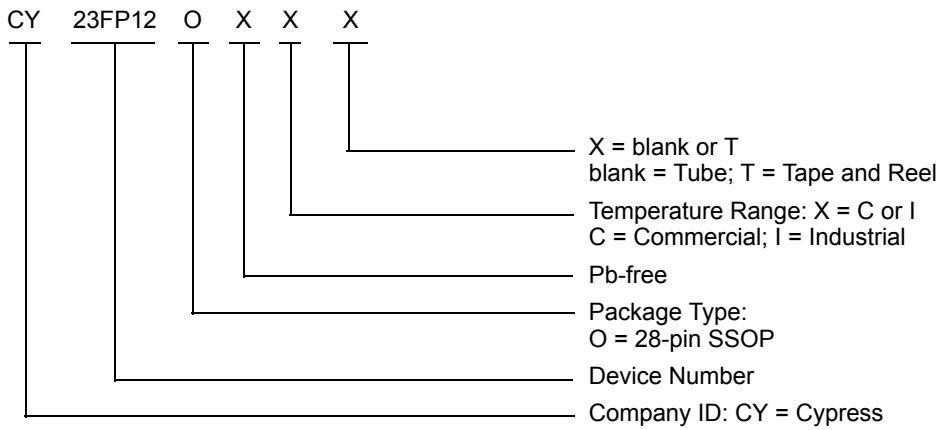 CY 23FP12 O X X X
X = blank or T
blank = Tube; T = Tape and Reel
Temperature Range: X = C or I
C = Commercial; I = Industrial
Pb-free
Package Type:
O = 28-pin SSOP
Device Number
Company ID: CY = Cypress